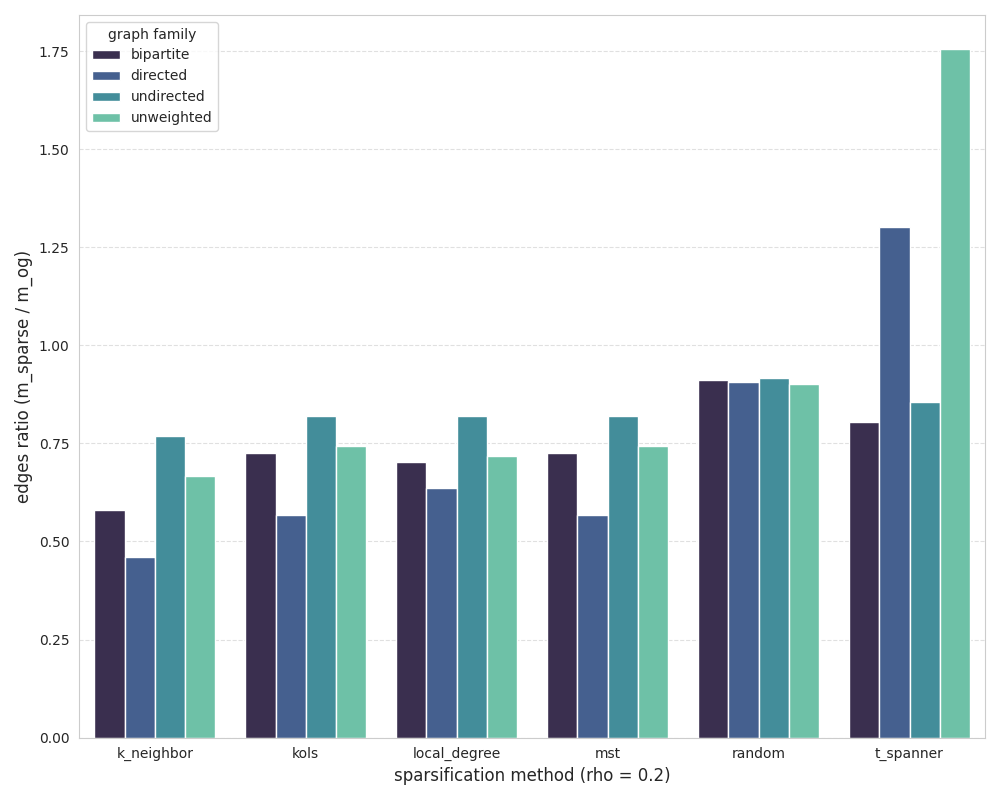 graph family
bipartite
directed
undirected
unweighted
1.75
1.50
1.25
1.00
0.75
0.50
0.25
0.00
edges ratio (m_sparse / m_og)
k_neighbor kols local_degree mst random t_spanner
sparsification method (rho = 0.2)